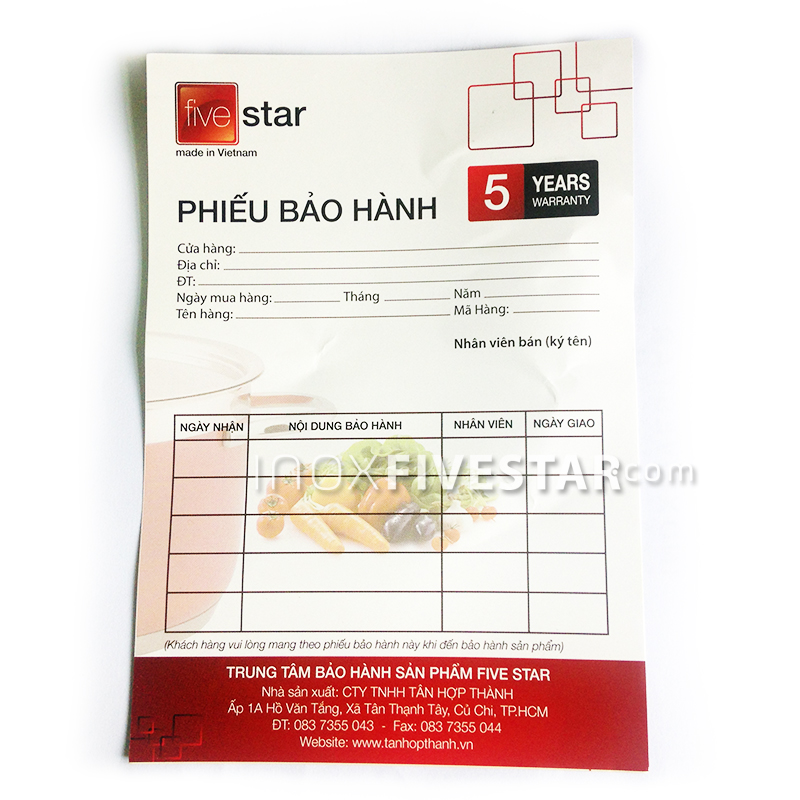 five star
made in Vietnam
5 YEARS WARRANTY
PHIẾU BẢO HÀNH
Cửa hàng:
Địa chỉ:
ĐT:
Ngày mua hàng: Tháng Năm
Tên hàng: Mã Hàng:
Nhân viên bán (ký tên)
NGÀY NHẬN NỘI DUNG BẢO HÀNH NHÂN VIÊN NGÀY GIAO
inoxFIVESTAR.com
(Khách hàng vui lòng mang theo phiếu bảo hành này khi đến bảo hành sản phẩm)
TRUNG TÂM BẢO HÀNH SẢN PHẨM FIVE STAR
Nhà sản xuất: CTY TNHH TÂN HỢP THÀNH
Ấp 1A Hồ Văn Tắng, Xã Tân Thạnh Tây, Củ Chi, TP.HCM
ĐT: 083 7355 043 - Fax: 083 7355 044
Website: www.tanhopthanh.vn